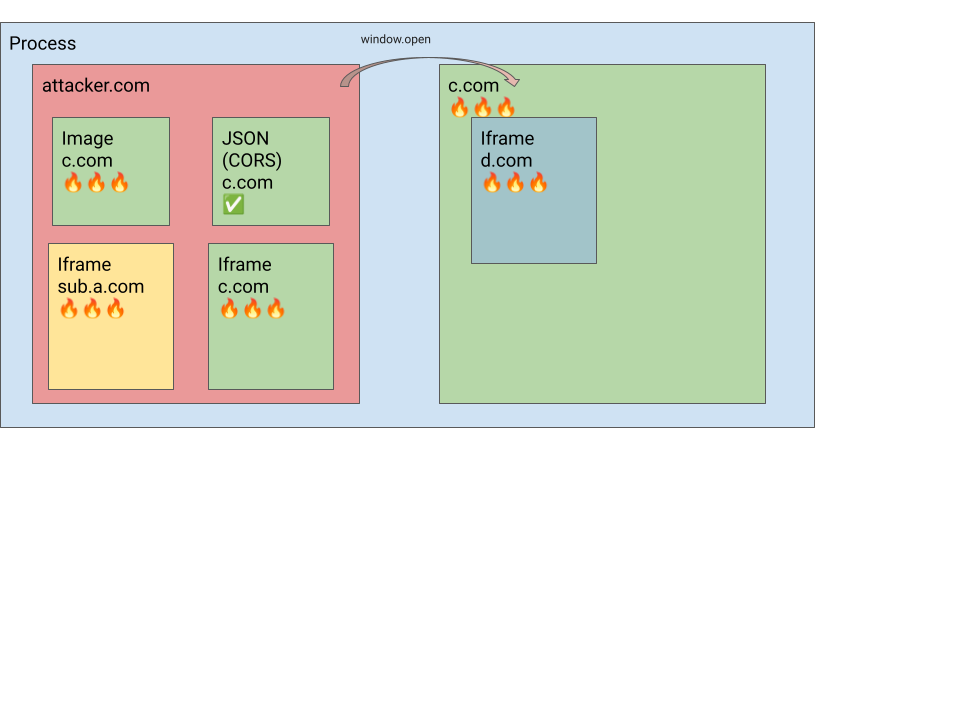 Process
window.open
attacker.com
Image
c.com
🔥🔥🔥
JSON
(CORS)
c.com
✅
Iframe
sub.a.com
🔥🔥🔥
Iframe
c.com
🔥🔥🔥
c.com
🔥🔥🔥
Iframe
d.com
🔥🔥🔥